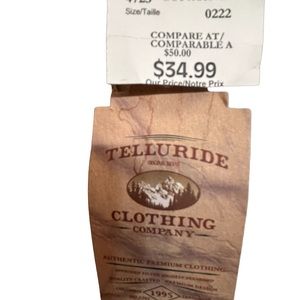 Size/Taille
0222
COMPARE AT/
COMPARABLE A
$50.00
$34.99
Our Price/Notre Prix
TELLURIDE
CLOTHING
COMPANY
AUTHENTIC PREMIUM CLOTHING
1995